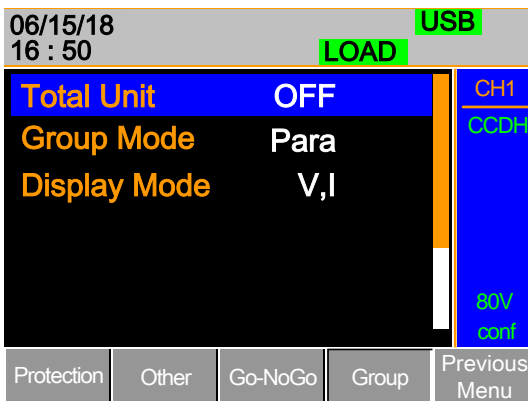 06/15/18 USB
16 : 50 LOAD
Total Unit OFF
Group Mode Para
Display Mode V,I
CH1
CCDH
80V
conf
Protection Other Go-NoGo Group Previous
Menu